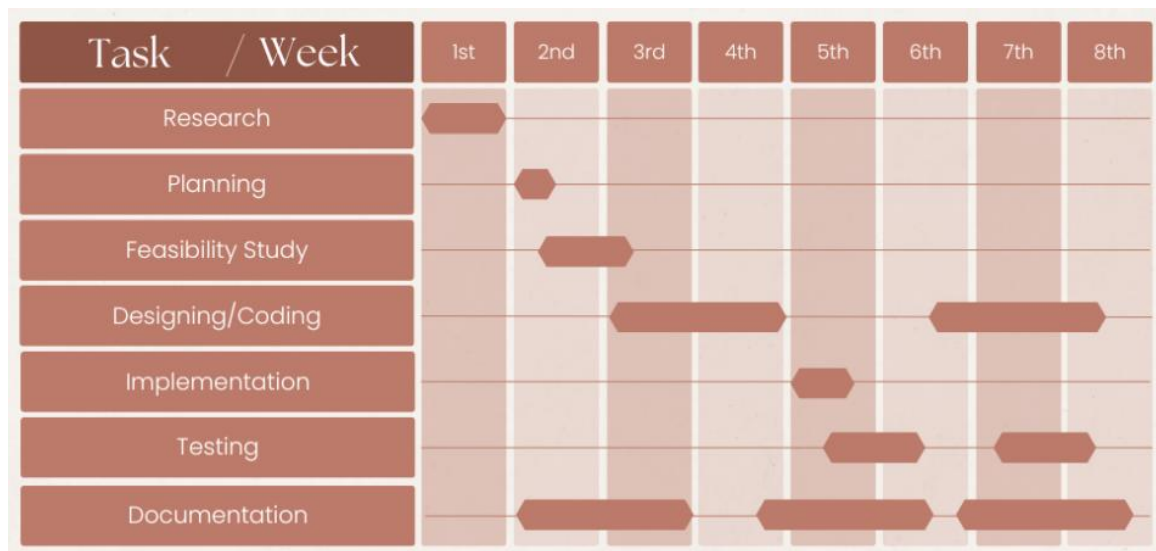 Task / Week 1st 2nd 3rd 4th 5th 6th 7th 8th
Research
Planning
Feasibility Study
Designing/Coding
Implementation
Testing
Documentation